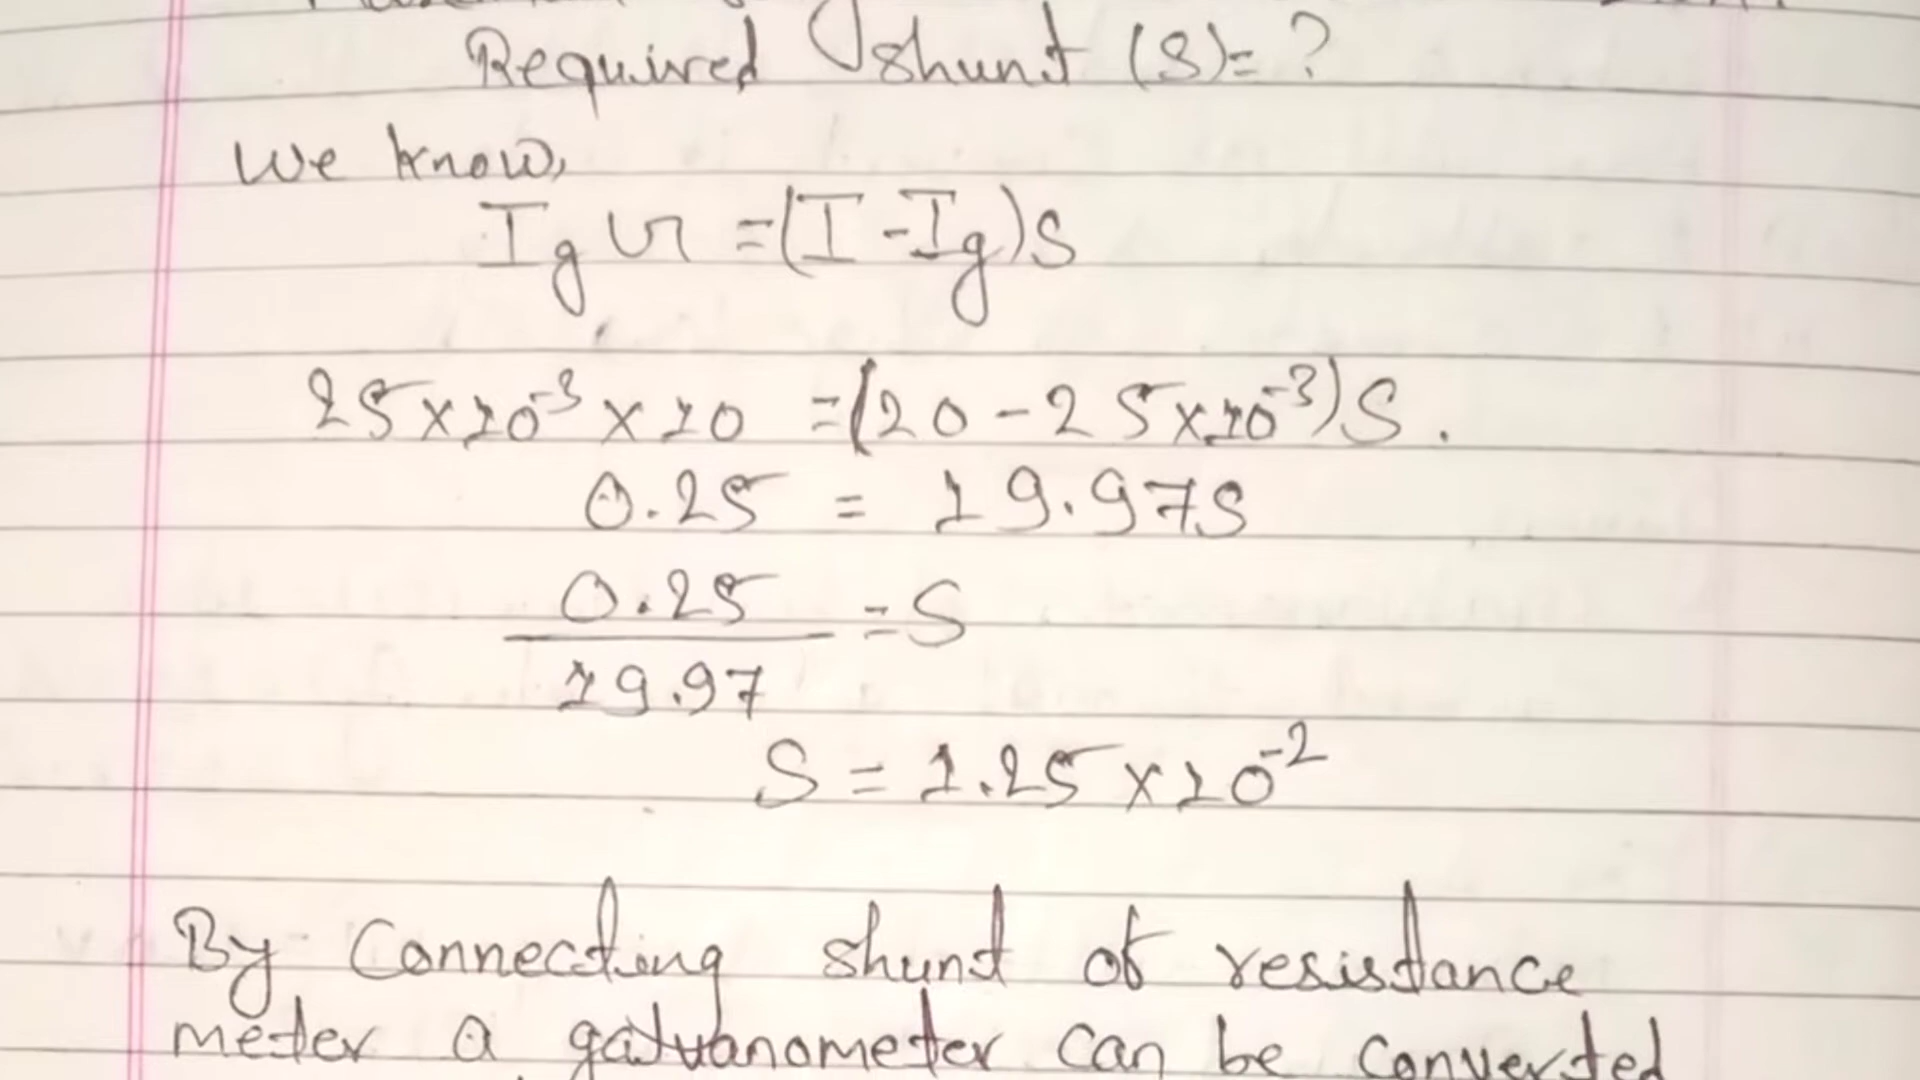 Required shunt (S)= ?
We know,
Ig r =(I-Ig)S
25×10⁻³ × 10 =(20-25×10⁻³)S.
0.25 = 19.97S
0.25
19.97 =S
S = 1.25 ×10⁻²
By Connecting shunt of resistance
meter a galvanometer can be converted